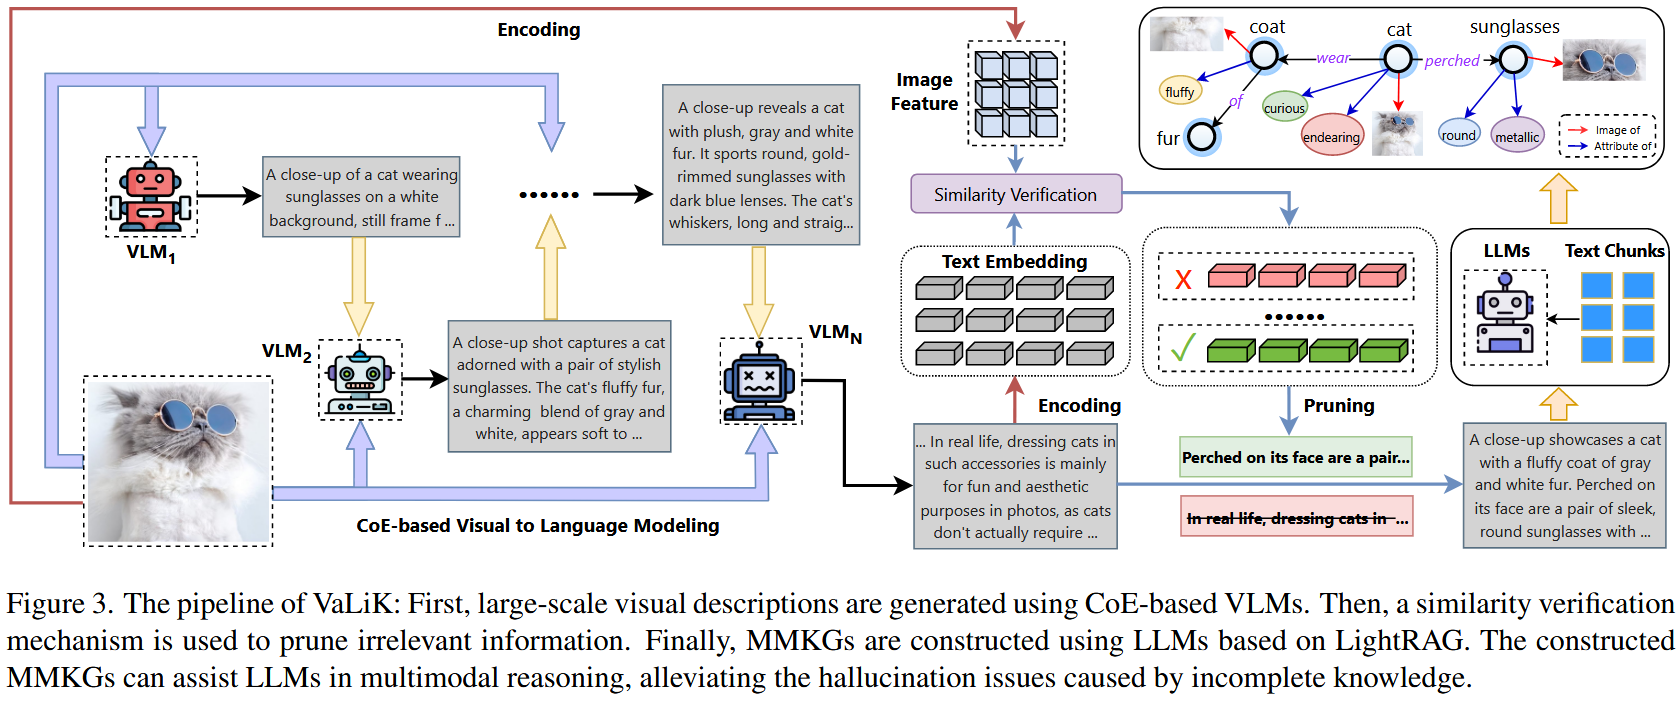 Encoding
VLM1
A close-up of a cat wearing
sunglasses on a white
background, still frame f ...
VLM2
A close-up shot captures a cat
adorned with a pair of stylish
sunglasses. The cat's fluffy fur,
a charming blend of gray and
white, appears soft to ...
......
A close-up reveals a cat
with plush, gray and white
fur. It sports round, gold-
rimmed sunglasses with
dark blue lenses. The cat's
whiskers, long and straig...
VLMN
CoE-based Visual to Language Modeling
Image
Feature
Similarity Verification
Text Embedding
Encoding
... In real life, dressing cats in
such accessories is mainly
for fun and aesthetic
purposes in photos, as cats
don't actually require ...
X
......
✓
Pruning
Perched on its face are a pair...
In real life, dressing cats in ...
A close-up showcases a cat
with a fluffy coat of gray
and white fur. Perched on
its face are a pair of sleek,
round sunglasses with ...
LLMs
Text Chunks
coat
cat
sunglasses
wear
perched
fluffy
of
curious
fur
endearing
round
metallic
Image of
Attribute of
Figure 3. The pipeline of VaLiK: First, large-scale visual descriptions are generated using CoE-based VLMs. Then, a similarity verification
mechanism is used to prune irrelevant information. Finally, MMKGs are constructed using LLMs based on LightRAG. The constructed
MMKGs can assist LLMs in multimodal reasoning, alleviating the hallucination issues caused by incomplete knowledge.